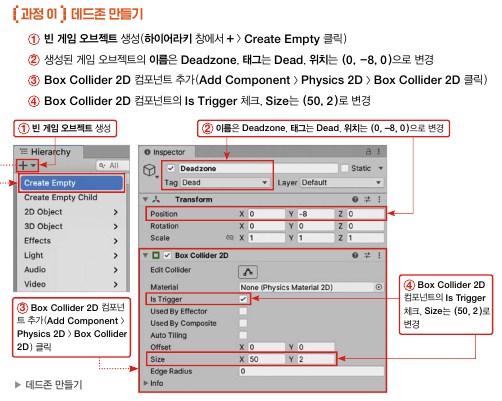 [ 과정 01 ] 데드존 만들기
① 빈 게임 오브젝트 생성(하이어라키 창에서 + > Create Empty 클릭)
② 생성된 게임 오브젝트의 이름은 Deadzone, 태그는 Dead, 위치는 (0, -8, 0)으로 변경
③ Box Collider 2D 컴포넌트 추가(Add Component > Physics 2D > Box Collider 2D 클릭)
④ Box Collider 2D 컴포넌트의 Is Trigger 체크, Size는 (50, 2)로 변경
① 빈 게임 오브젝트 생성
② 이름은 Deadzone, 태그는 Dead, 위치는 (0, -8, 0)으로 변경
Hierarchy
+ All
Create Empty
Create Empty Child
2D Object >
3D Object >
Effects >
Light >
Audio >
Video >
Inspector
Deadzone Static
Tag Dead Layer Default
Transform
Position X 0 Y -8 Z 0
Rotation X 0 Y 0 Z 0
Scale X 1 Y 1 Z 1
Box Collider 2D
Edit Collider
Material None (Physics Material 2D)
Is Trigger
Used By Effector
Used By Composite
Auto Tiling
Offset X 0 Y 0
Size X 50 Y 2
Edge Radius 0
Info
③ Box Collider 2D 컴포넌
트 추가(Add Component >
Physics 2D > Box Collider
2D) 클릭
④ Box Collider 2D
컴포넌트의 Is Trigger
체크, Size는 (50, 2)로
변경
▶ 데드존 만들기